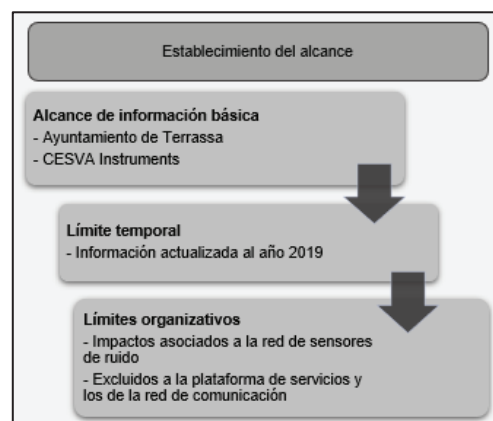 Establecimiento del alcance
Alcance de información básica
- Ayuntamiento de Terrassa
- CESVA Instruments
Límite temporal
- Información actualizada al año 2019
Límites organizativos
- Impactos asociados a la red de sensores
de ruido
- Excluidos a la plataforma de servicios y
los de la red de comunicación